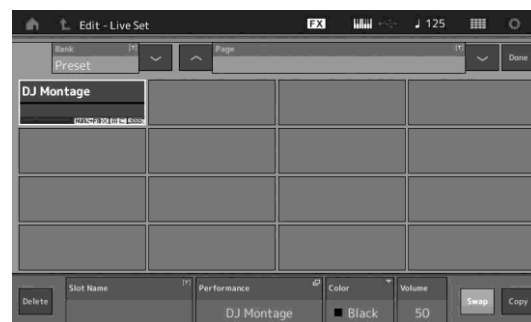 Edit - Live Set
FX
125
Bank
Preset
Page
Done
DJ Montage
Delete
Slot Name
Performance
DJ Montage
Color
Black
Volume
50
Swap
Copy